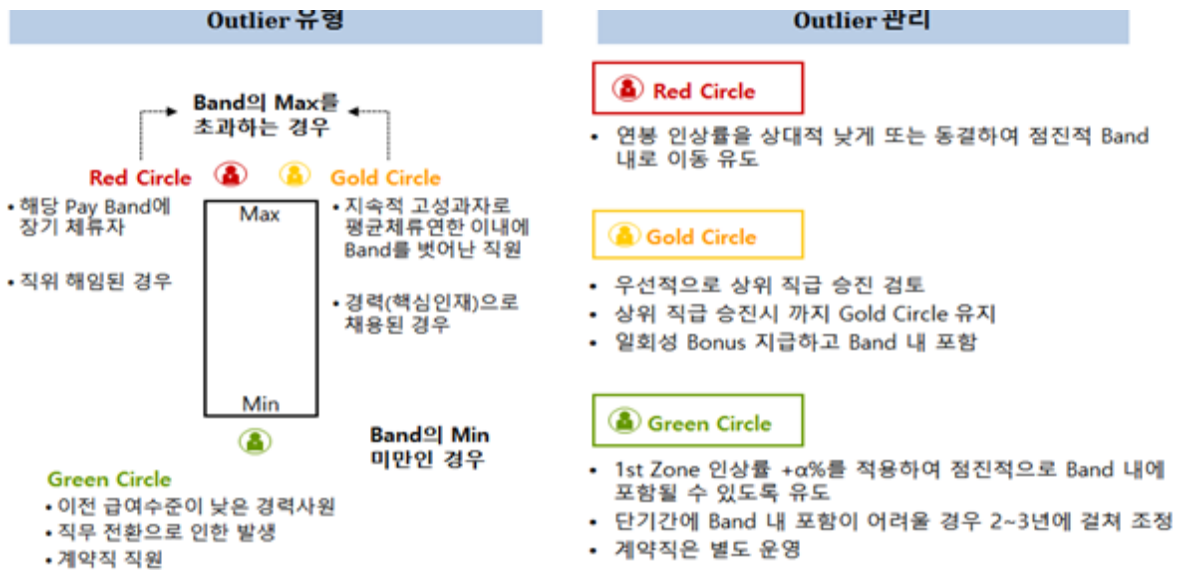 Outlier 유형
Band의 Max를
초과하는 경우
Red Circle
Gold Circle
• 해당 Pay Band에
장기 체류자
• 직위 해임된 경우
Max
• 지속적 고성과자로
평균체류연한 이내에
Band를 벗어난 직원
• 경력(핵심인재)으로
채용된 경우
Min
Band의 Min
미만인 경우
Green Circle
• 이전 급여수준이 낮은 경력사원
• 직무 전환으로 인한 발생
• 계약직 직원
Outlier 관리
Red Circle
• 연봉 인상률을 상대적 낮게 또는 동결하여 점진적 Band
내로 이동 유도
Gold Circle
• 우선적으로 상위 직급 승진 검토
• 상위 직급 승진시 까지 Gold Circle 유지
• 일회성 Bonus 지급하고 Band 내 포함
Green Circle
• 1st Zone 인상률 +α%를 적용하여 점진적으로 Band 내에
포함될 수 있도록 유도
• 단기간에 Band 내 포함이 어려울 경우 2~3년에 걸쳐 조정
• 계약직은 별도 운영